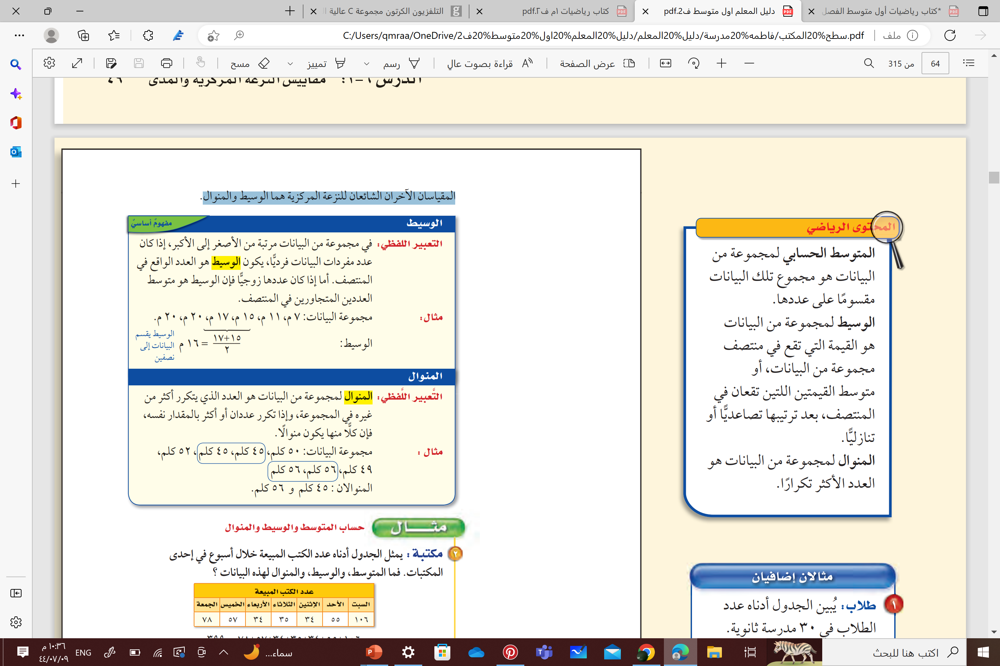 *كتاب رياضيات أول متوسط الفصل
دليل المعلم اول متوسط ف2.pdf
كتاب رياضيات ١م ف٢.pdf
التلفزيون الكرتون مجموعة C عالية ال
ملف
C:/Users/qmraa/OneDrive/سطح%20المكتب/فاطمه%20مدرسة/دليل%20المعلم/دليل%20المعلم%20اول%20متوسط%20ف2.pdf
64
من 315
عرض الصفحة
قراءة بصوت عالٍ
رسم
تمييز
مسح
مقاييس النزعة المركزية والمدى ٤٩
المقياسان الآخران الشائعان للنزعة المركزية هما الوسيط والمنوال.
الوسيط
مفهومٌ أساسيٌ
التعبير اللفظي: في مجموعة من البيانات مرتبة من الأصغر إلى الأكبر، إذا كان
عدد مفردات البيانات فرديًّا، يكون الوسيط هو العدد الواقع في
المنتصف. أما إذا كان عددها زوجيًّا فإن الوسيط هو متوسط
العددين المتجاورين في المنتصف.
مثال: مجموعة البيانات: ٧ م، ١١ م، ١٥ م، ١٧ م، ٢٠ م، ٢٠ م.
الوسيط: ١٥+١٧ / ٢ = ١٦ م
الوسيط يقسم
البيانات إلى
نصفين
المنوال
التَّعبير اللَّفظي: المنوال لمجموعة من البيانات هو العدد الذي يتكرر أكثر من
غيره في المجموعة، وإذا تكرر عددان أو أكثر بالمقدار نفسه،
فإن كلًّا منها يكون منوالًا.
مثال : مجموعة البيانات: ٥٠ كلم، ٤٥ كلم، ٤٥ كلم، ٥٢ كلم،
٤٩ كلم، ٥٦ كلم، ٥٦ كلم
المنوالان : ٤٥ كلم و ٥٦ كلم.
مثـــال
حساب المتوسط والوسيط والمنوال
٢ مكتبة : يمثل الجدول أدناه عدد الكتب المبيعة خلال أسبوع في إحدى
المكتبات. فما المتوسط، والوسيط، والمنوال لهذه البيانات ؟
عدد الكتب المبيعة
السبت الأحد الإثنين الثلاثاء الأربعاء الخميس الجمعة
١٠٦ ٥٥ ٣٤ ٣٥ ٣٤ ٥٧ ٧٨
المحتوى الرياضي
المتوسط الحسابي لمجموعة من
البيانات هو مجموع تلك البيانات
مقسومًا على عددها.
الوسيط لمجموعة من البيانات
هو القيمة التي تقع في منتصف
مجموعة من البيانات، أو
متوسط القيمتين اللتين تقعان في
المنتصف، بعد ترتيبها تصاعديًّا أو
تنازليًّا.
المنوال لمجموعة من البيانات هو
العدد الأكثر تكرارًا.
مثالان إضافيان
١ طلاب: يُبين الجدول أدناه عدد
الطلاب في ٣٠ مدرسة ثانوية.
اكتب هنا للبحث
سماء...
ENG
١٠:٣٦ م
٤٤/٠٧/٠٩